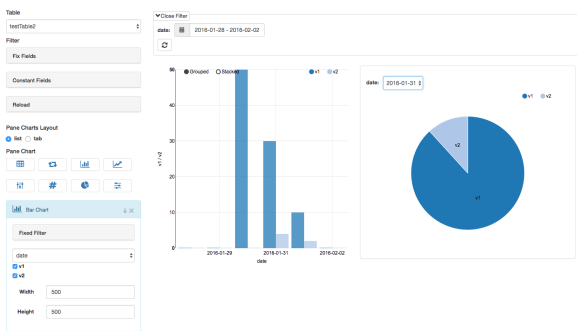 Table
testTable2
Filter
Fix Fields
Constant Fields
Reload
Pane Charts Layout
list tab
Pane Chart
Bar Chart
Fixed Filter
date
v1
v2
Width 500
Height 500
Close Filter
date: 2016-01-28 - 2016-02-02
Grouped Stacked v1 v2
50
40
30
20
10
0
v1 / v2
2016-01-29 2016-01-31 2016-02-02
date
date: 2016-01-31
v1 v2
v2
v1